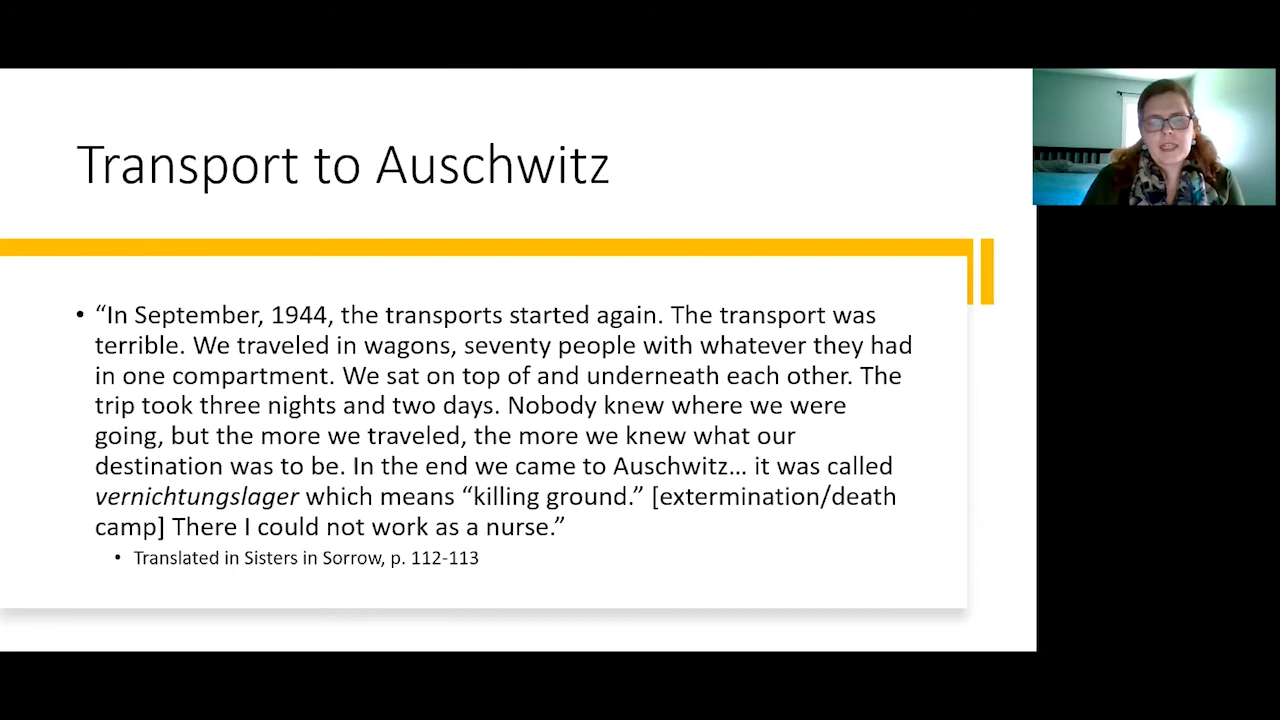 Transport to Auschwitz
• “In September, 1944, the transports started again. The transport was
terrible. We traveled in wagons, seventy people with whatever they had
in one compartment. We sat on top of and underneath each other. The
trip took three nights and two days. Nobody knew where we were
going, but the more we traveled, the more we knew what our
destination was to be. In the end we came to Auschwitz… it was called
vernichtungslager which means “killing ground.” [extermination/death
camp] There I could not work as a nurse.”
• Translated in Sisters in Sorrow, p. 112-113